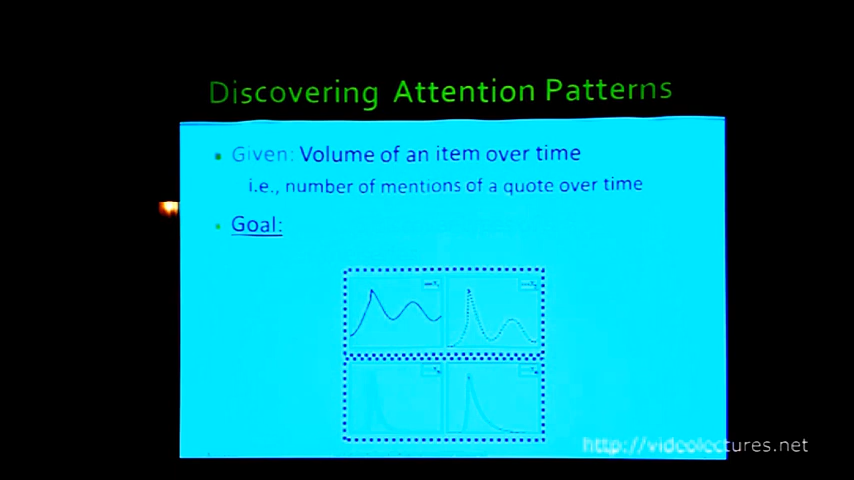 Discovering Attention Patterns
Given: Volume of an item over time
i.e., number of mentions of a quote over time
Goal:
http://videolectures.net